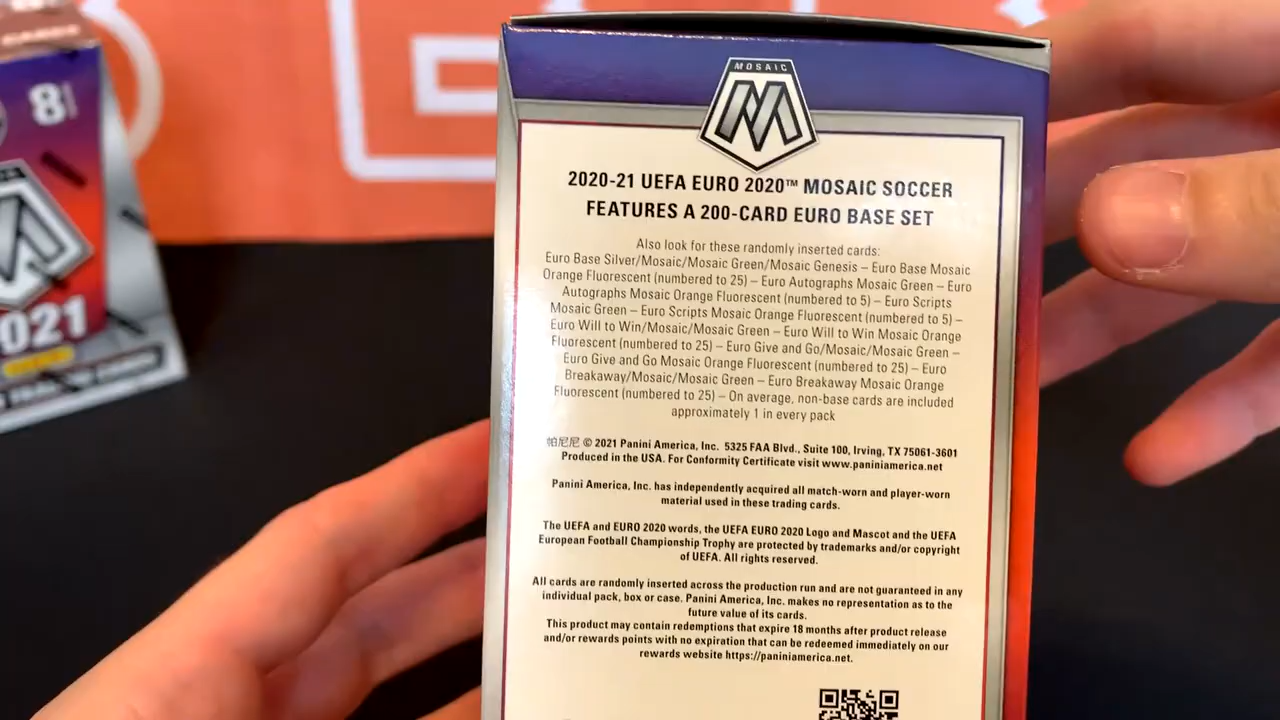 MOSAIC
2020-21 UEFA EURO 2020™ MOSAIC SOCCER
FEATURES A 200-CARD EURO BASE SET
Also look for these randomly inserted cards:
Euro Base Silver/Mosaic/Mosaic Green/Mosaic Genesis – Euro Base Mosaic
Orange Fluorescent (numbered to 25) – Euro Autographs Mosaic Green – Euro
Autographs Mosaic Orange Fluorescent (numbered to 5) – Euro Scripts
Mosaic Green – Euro Scripts Mosaic Orange Fluorescent (numbered to 5) –
Euro Will to Win/Mosaic/Mosaic Green – Euro Will to Win Mosaic Orange
Fluorescent (numbered to 25) – Euro Give and Go/Mosaic/Mosaic Green –
Euro Give and Go Mosaic Orange Fluorescent (numbered to 25) – Euro
Breakaway/Mosaic/Mosaic Green – Euro Breakaway Mosaic Orange
Fluorescent (numbered to 25) – On average, non-base cards are included
approximately 1 in every pack
帕尼尼 © 2021 Panini America, Inc. 5325 FAA Blvd., Suite 100, Irving, TX 75061-3601
Produced in the USA. For Conformity Certificate visit www.paniniamerica.net
Panini America, Inc. has independently acquired all match-worn and player-worn
material used in these trading cards.
The UEFA and EURO 2020 words, the UEFA EURO 2020 Logo and Mascot and the UEFA
European Football Championship Trophy are protected by trademarks and/or copyright
of UEFA. All rights reserved.
All cards are randomly inserted across the production run and are not guaranteed in any
individual pack, box or case. Panini America, Inc. makes no representation as to the
future value of its cards.
This product may contain redemptions that expire 18 months after product release
and/or rewards points with no expiration that can be redeemed immediately on our
rewards website https://paniniamerica.net.
8
021